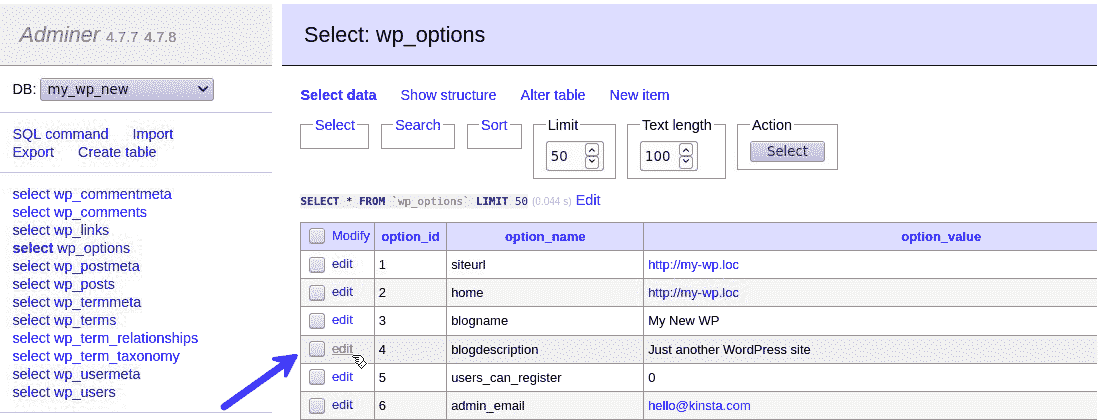 Adminer 4.7.7 4.7.8
DB: my_wp_new
SQL command Import
Export Create table
select wp_commentmeta
select wp_comments
select wp_links
select wp_options
select wp_postmeta
select wp_posts
select wp_termmeta
select wp_terms
select wp_term_relationships
select wp_term_taxonomy
select wp_usermeta
select wp_users
Select: wp_options
Select data Show structure Alter table New item
Select Search Sort Limit Text length Action
50 100 Select
SELECT * FROM `wp_options` LIMIT 50 (0.044 s) Edit
Modify option_id option_name option_value
edit 1 siteurl http://my-wp.loc
edit 2 home http://my-wp.loc
edit 3 blogname My New WP
edit 4 blogdescription Just another WordPress site
edit 5 users_can_register 0
edit 6 admin_email hello@kinsta.com